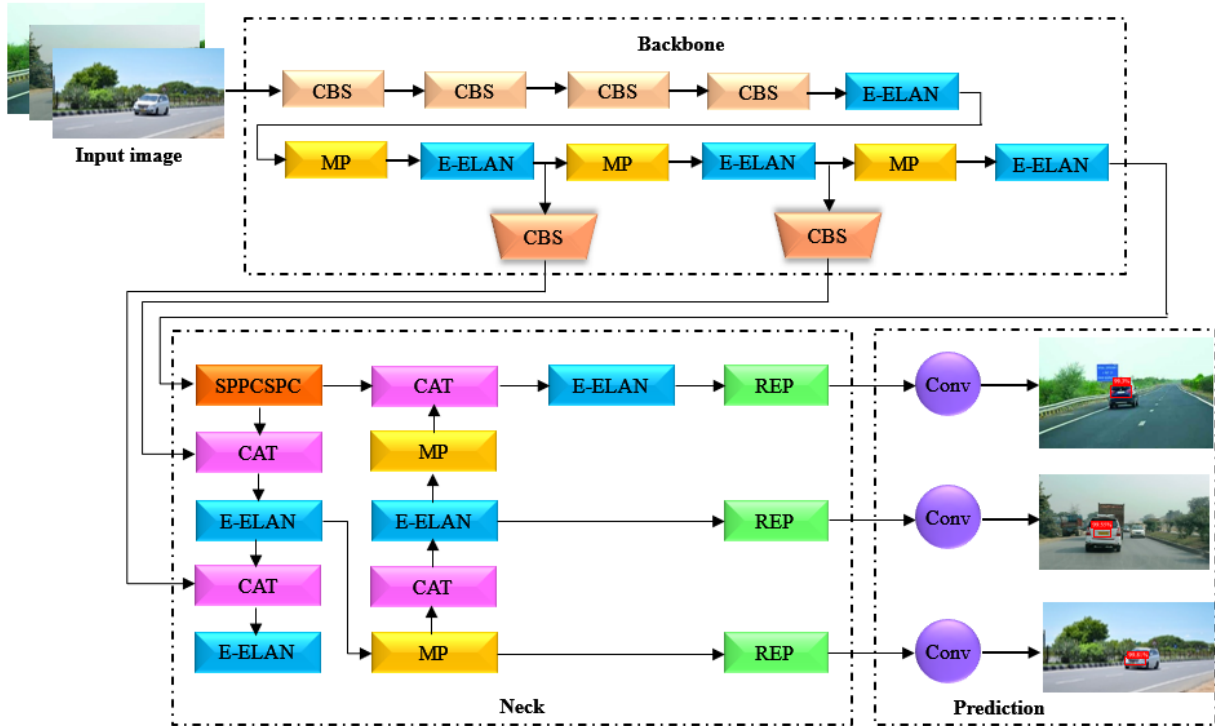 Backbone
CBS CBS CBS CBS E-ELAN
Input image
MP E-ELAN MP E-ELAN MP E-ELAN
CBS CBS
SPPCSPC CAT E-ELAN REP Conv
CAT MP
E-ELAN E-ELAN REP Conv
CAT CAT
E-ELAN MP REP Conv
Neck Prediction